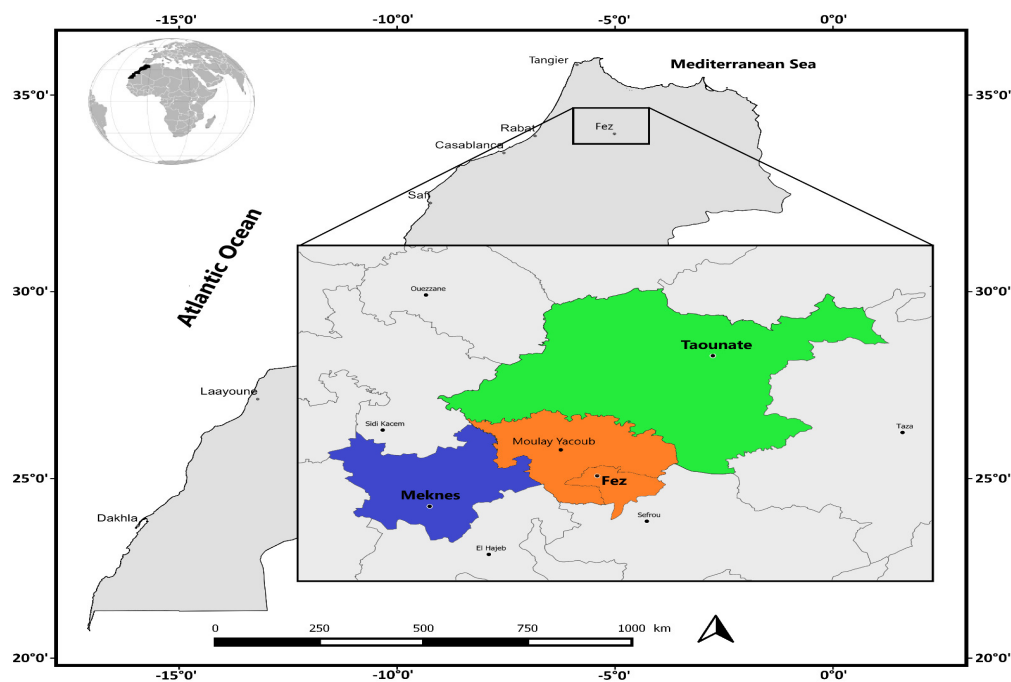 -15°0' -10°0' -5°0' 0°0'
Tangier
Mediterranean Sea
35°0' 35°0'
Rabat Fez
Casablanca
Safi
Atlantic Ocean
30°0' 30°0'
Ouezzane
Taounate
Laayoune
Sidi Kacem
Taza
Moulay Yacoub
25°0' 25°0'
Fez
Meknes
Sefrou
Dakhla
El Hajeb
0 250 500 750 1000 km
20°0' 20°0'
-15°0' -10°0' -5°0' 0°0'